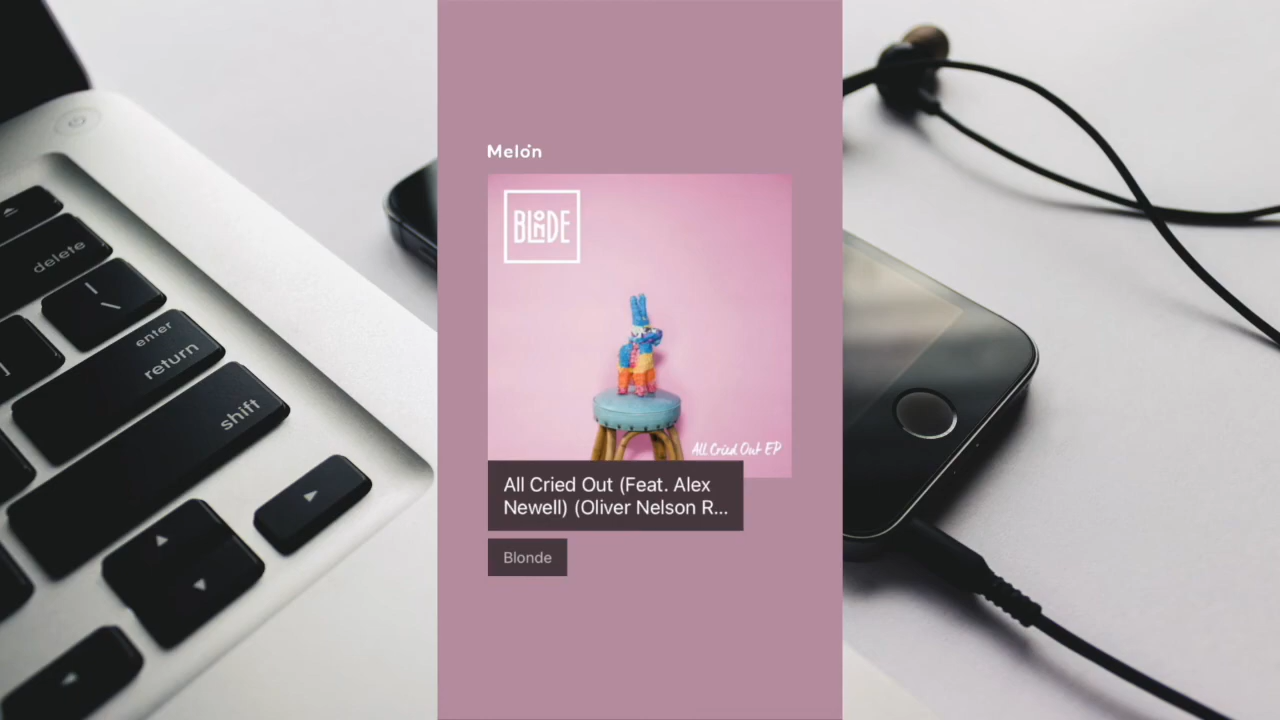 delete
enter
return
shift
Melon
BLONDE
All Cried Out EP
All Cried Out (Feat. Alex
Newell) (Oliver Nelson R...
Blonde